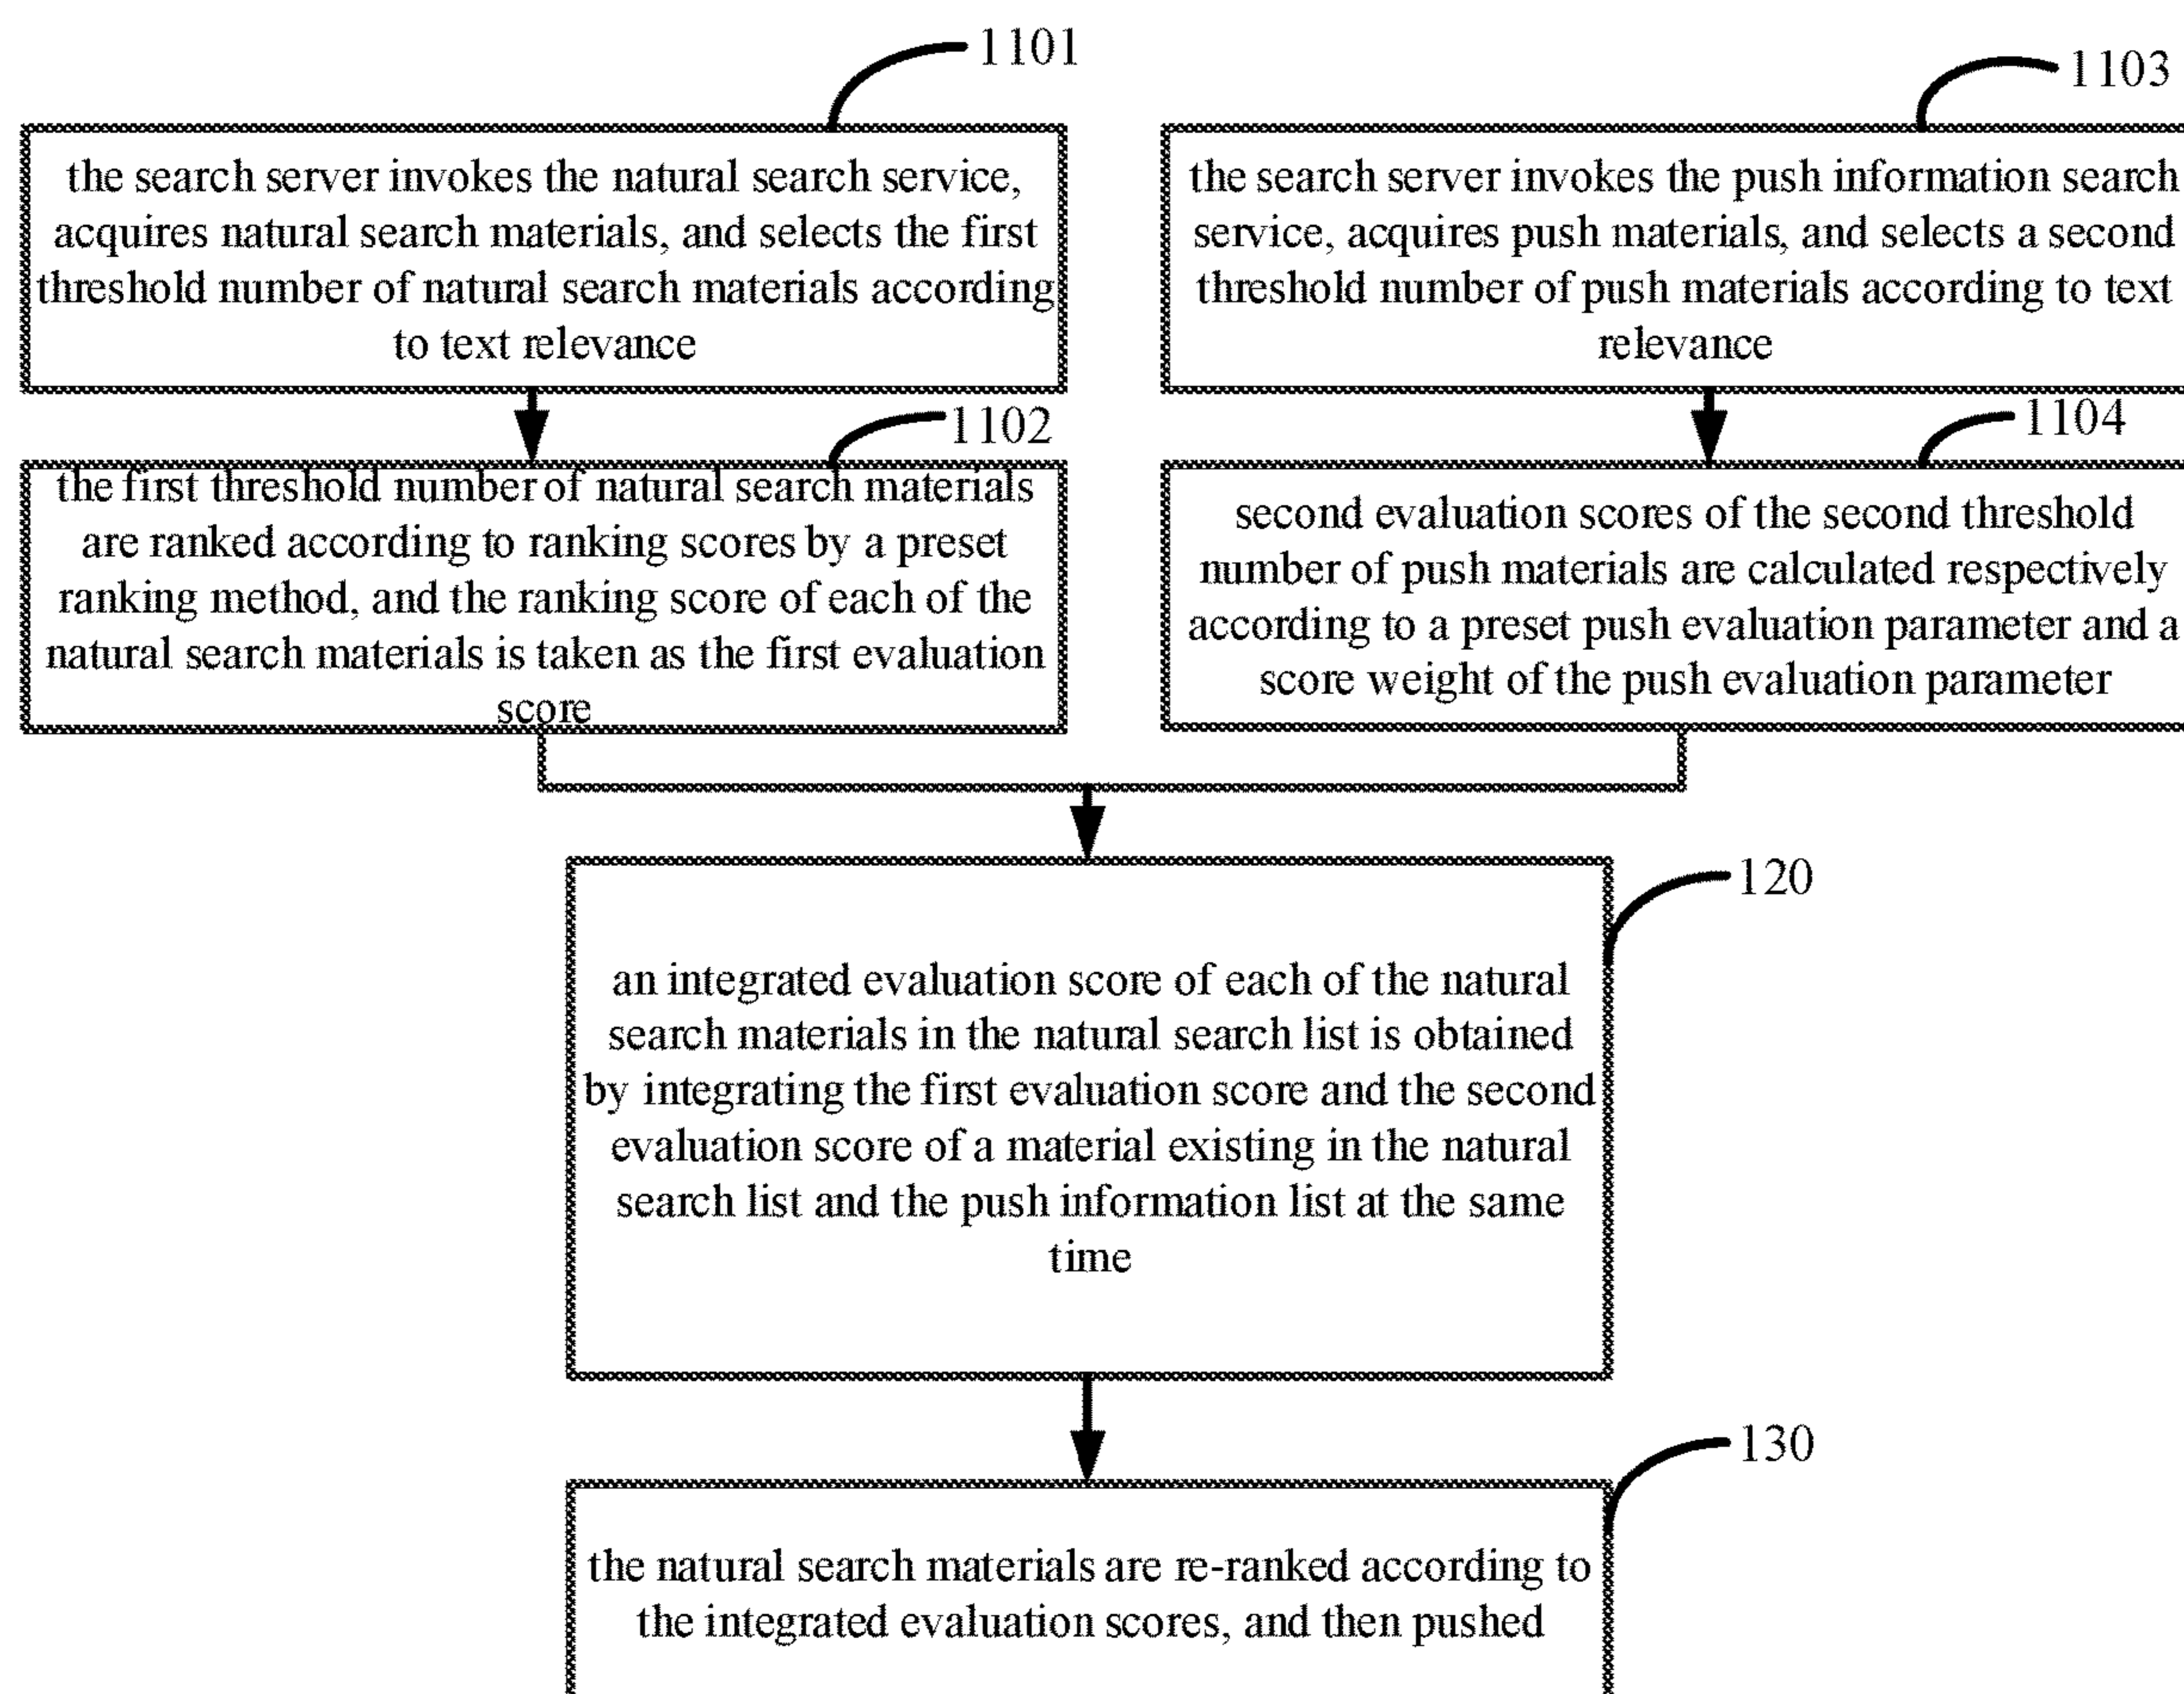 1101
the search server invokes the natural search service,
acquires natural search materials, and selects the first
threshold number of natural search materials according
to text relevance
1103
the search server invokes the push information search
service, acquires push materials, and selects a second
threshold number of push materials according to text
relevance
1102
the first threshold number of natural search materials
are ranked according to ranking scores by a preset
ranking method, and the ranking score of each of the
natural search materials is taken as the first evaluation
score
1104
second evaluation scores of the second threshold
number of push materials are calculated respectively
according to a preset push evaluation parameter and a
score weight of the push evaluation parameter
120
an integrated evaluation score of each of the natural
search materials in the natural search list is obtained
by integrating the first evaluation score and the second
evaluation score of a material existing in the natural
search list and the push information list at the same
time
130
the natural search materials are re-ranked according to
the integrated evaluation scores, and then pushed